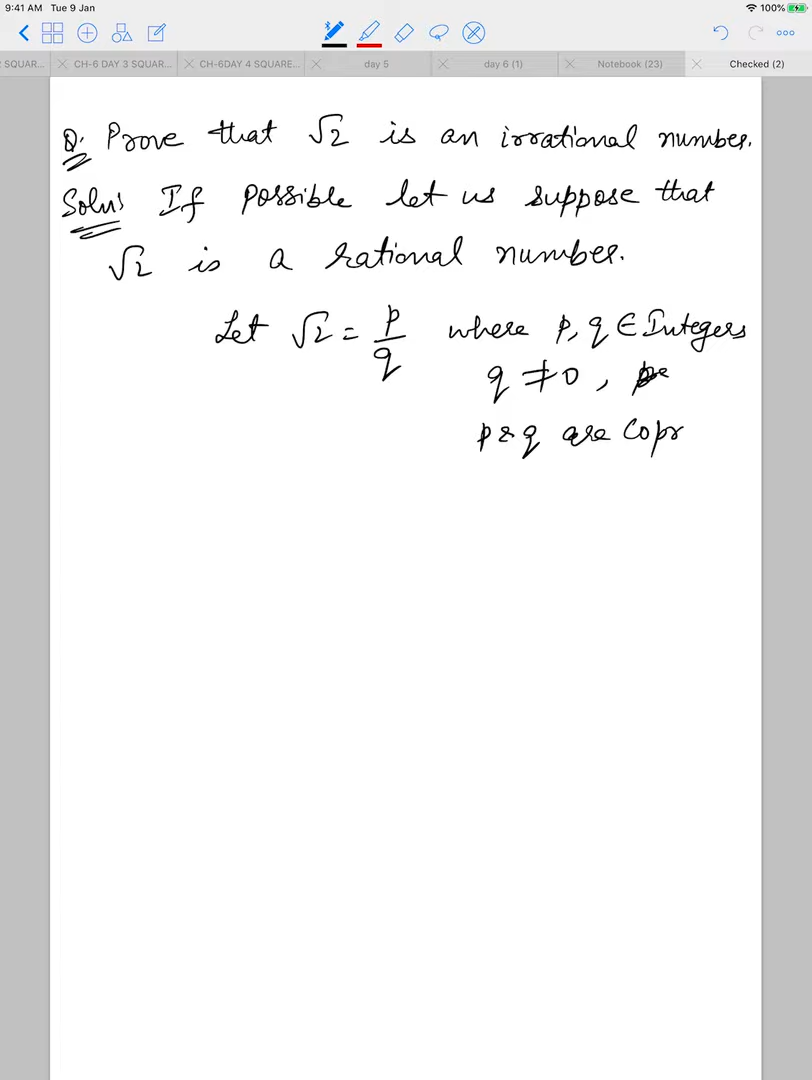 9:41 AM Tue 9 Jan
100%
SQUAR...
CH-6 DAY 3 SQUAR...
CH-6DAY 4 SQUARE...
day 5
day 6 (1)
Notebook (23)
Checked (2)
Q. Prove that √2 is an irrational number.
Soln: If possible let us suppose that
√2 is a rational number.
Let √2 = p/q where p, q ∈ Integers
q ≠ 0,
p & q are Copr